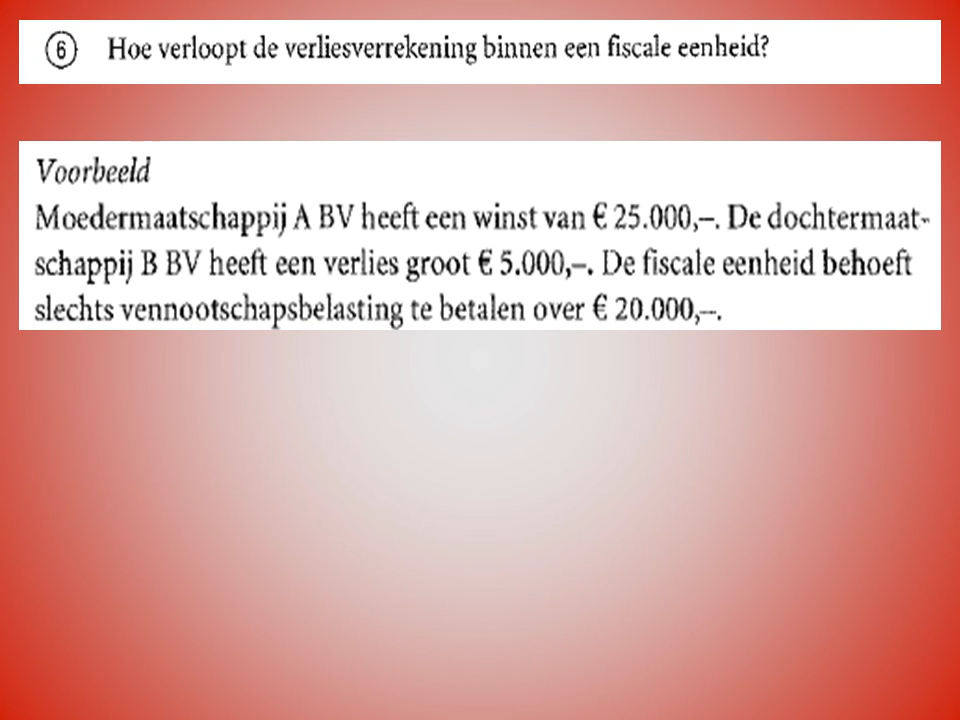 6 Hoe verloopt de verliesverrekening binnen een fiscale eenheid?
Voorbeeld
Moedermaatschappij A BV heeft een winst van € 25.000,–. De dochtermaat-
schappij B BV heeft een verlies groot € 5.000,–. De fiscale eenheid behoeft
slechts vennootschapsbelasting te betalen over € 20.000,–.